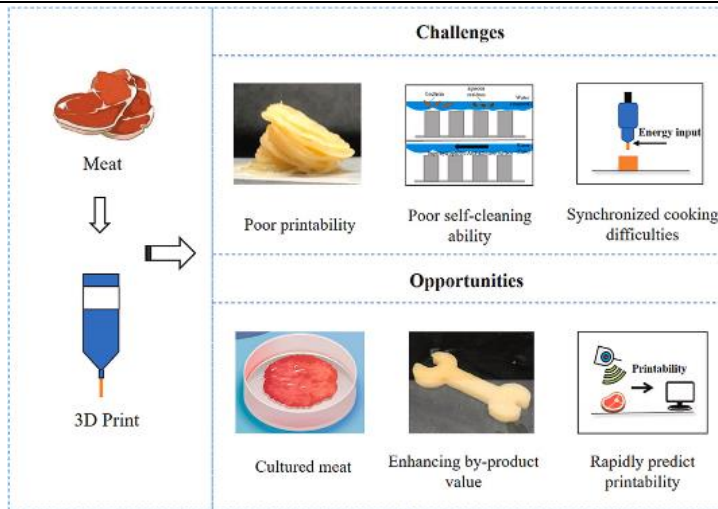 Challenges
Meat
Energy input
Poor printability
Poor self-cleaning
ability
Synchronized cooking
difficulties
Opportunities
3D Print
Printability
Cultured meat
Enhancing by-product
value
Rapidly predict
printability